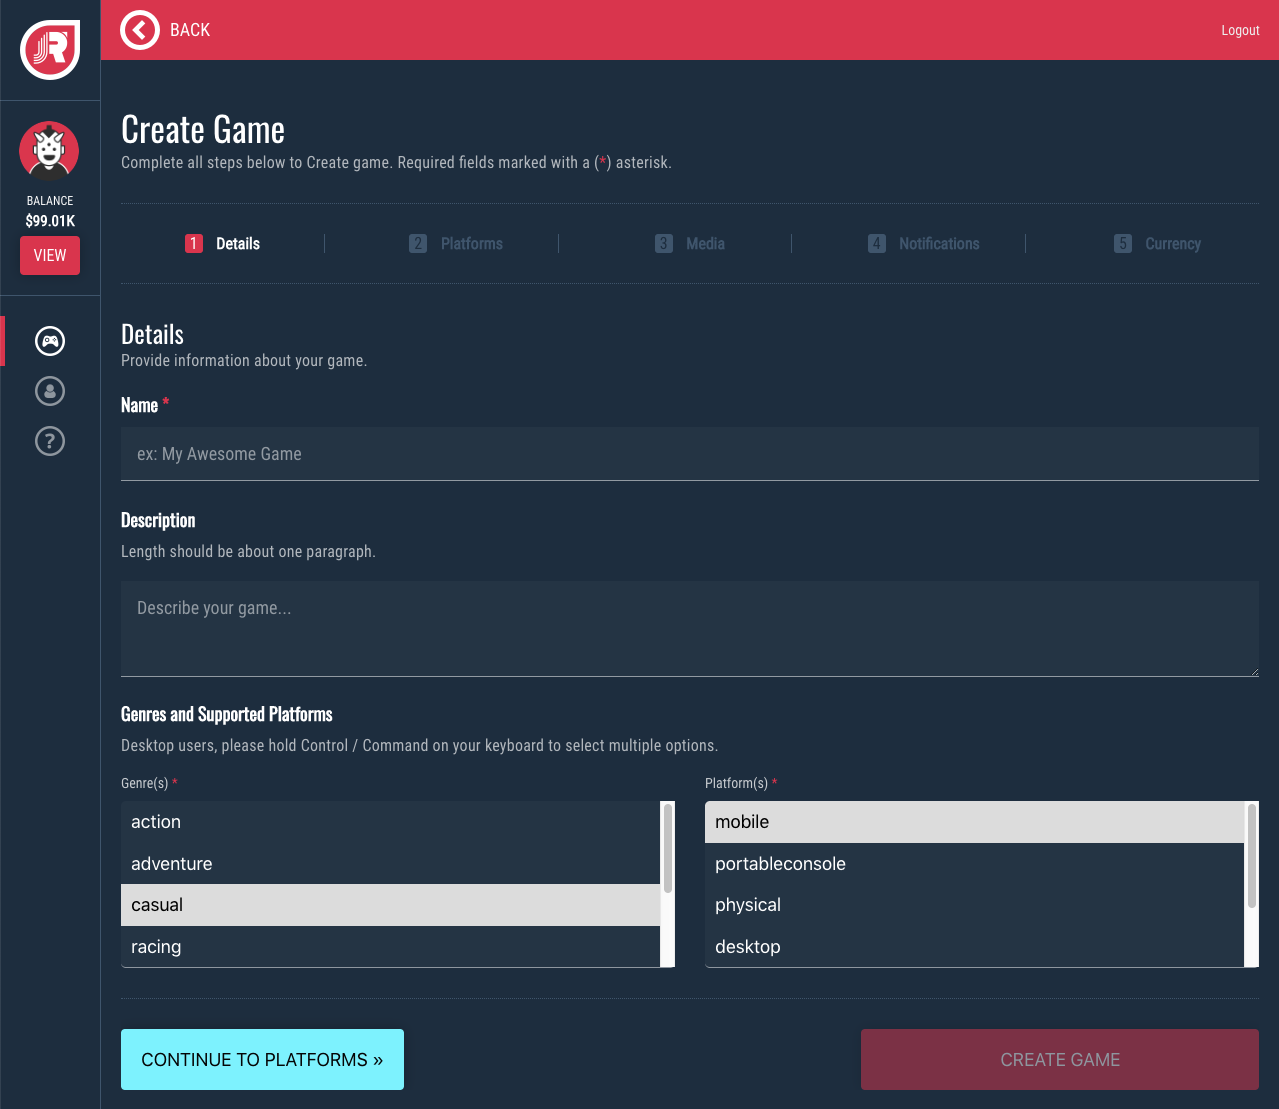 BACK
Logout
BALANCE
$99.01K
VIEW
Create Game
Complete all steps below to Create game. Required fields marked with a (*) asterisk.
1 Details
2 Platforms
3 Media
4 Notifications
5 Currency
Details
Provide information about your game.
Name *
ex: My Awesome Game
Description
Length should be about one paragraph.
Describe your game...
Genres and Supported Platforms
Desktop users, please hold Control / Command on your keyboard to select multiple options.
Genre(s) *
action
adventure
casual
racing
Platform(s) *
mobile
portableconsole
physical
desktop
CONTINUE TO PLATFORMS »
CREATE GAME